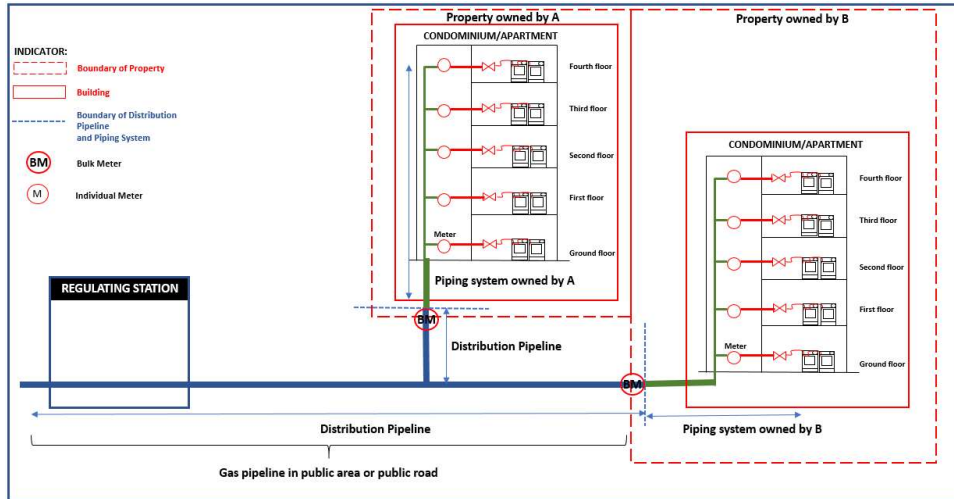 Property owned by A
Property owned by B
CONDOMINIUM/APARTMENT
INDICATOR:
Boundary of Property
Building
Boundary of Distribution
Pipeline
and Piping System
BM
Bulk Meter
M
Individual Meter
Fourth floor
Third floor
Second floor
First floor
Meter
Ground floor
Piping system owned by A
CONDOMINIUM/APARTMENT
Fourth floor
Third floor
Second floor
First floor
Meter
Ground floor
REGULATING STATION
BM
Distribution Pipeline
BM
Distribution Pipeline
Piping system owned by B
Gas pipeline in public area or public road